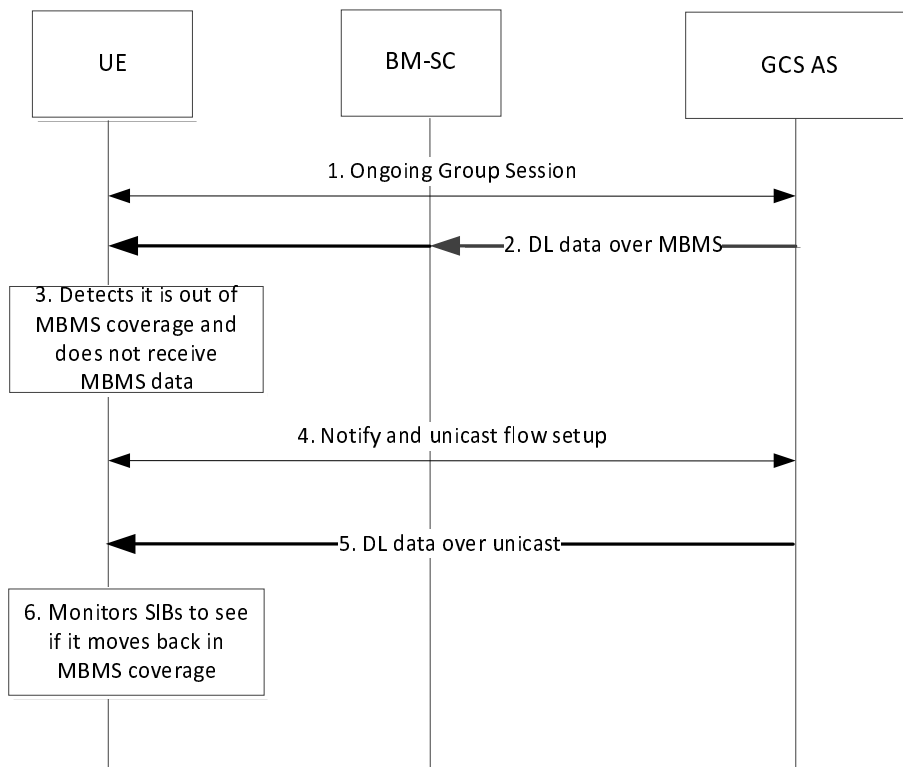 UE
BM-SC
GCS AS
1. Ongoing Group Session
2. DL data over MBMS
3. Detects it is out of
MBMS coverage and
does not receive
MBMS data
4. Notify and unicast flow setup
5. DL data over unicast
6. Monitors SIBs to see
if it moves back in
MBMS coverage